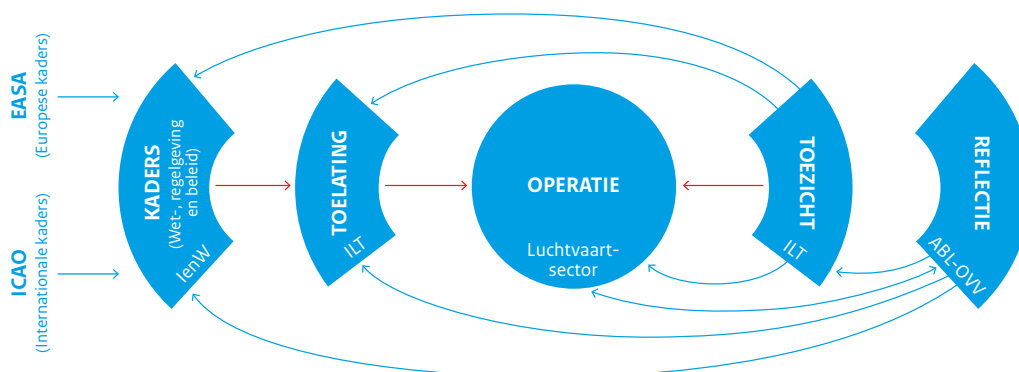 EASA
(Europese kaders)
ICAO
(Internationale kaders)
KADERS
(Wet-, regelgeving
en beleid)
IenW
TOELATING
ILT
OPERATIE
Luchtvaart-
sector
TOEZICHT
ILT
REFLECTIE
ABL-OVV